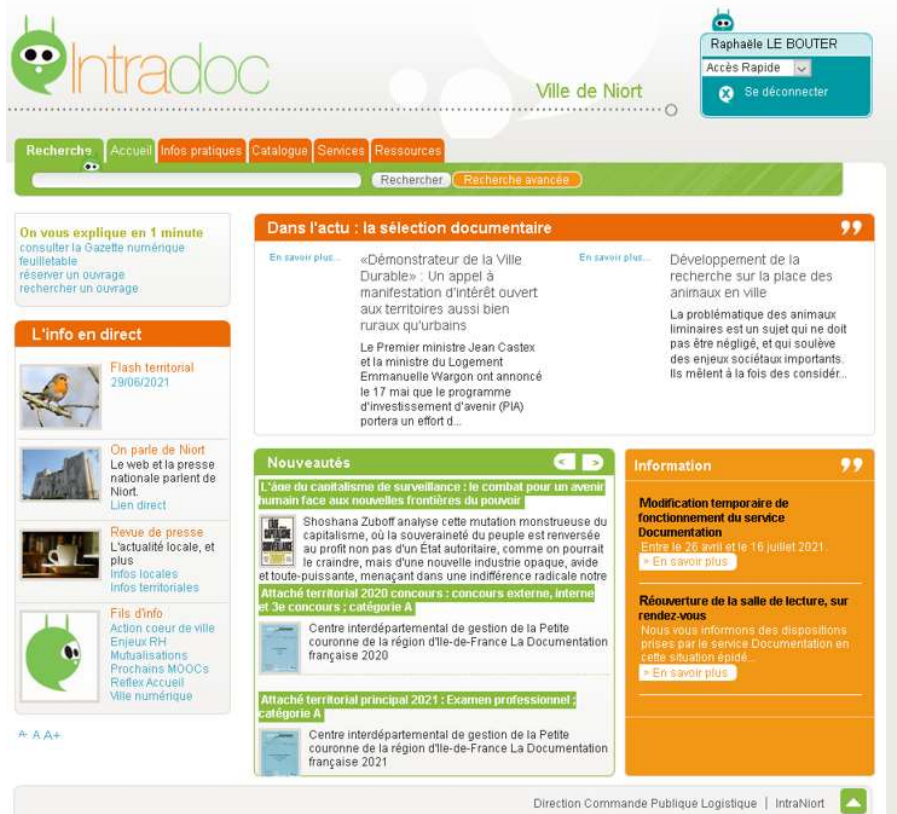 Intradoc
Ville de Niort
Raphaële LE BOUTER
Accès Rapide
Se déconnecter
Recherche Accueil Infos pratiques Catalogue Services Ressources
Rechercher Recherche avancée
On vous explique en 1 minute
consulter la Gazette numérique
feuilletable
réserver un ouvrage
rechercher un ouvrage
L'info en direct
Flash territorial
29/06/2021
On parle de Niort
Le web et la presse
nationale parlent de
Niort.
Lien direct
Revue de presse
L'actualité locale, et
plus
Infos locales
Infos territoriales
Fils d'info
Action coeur de ville
Enjeux RH
Mutualisations
Prochains MOOCs
Reflex Accueil
Ville numérique
A- A A+
Dans l'actu : la sélection documentaire
En savoir plus...
«Démonstrateur de la Ville
Durable» : Un appel à
manifestation d'intérêt ouvert
aux territoires aussi bien
ruraux qu'urbains
Le Premier ministre Jean Castex
et la ministre du Logement
Emmanuelle Wargon ont annoncé
le 17 mai que le programme
d'investissement d'avenir (PIA)
portera un effort d...
En savoir plus...
Développement de la
recherche sur la place des
animaux en ville
La problématique des animaux
liminaires est un sujet qui ne doit
pas être négligé, et qui soulève
des enjeux sociétaux importants.
Ils mêlent à la fois des considér...
Nouveautés < >
L'âge du capitalisme de surveillance : le combat pour un avenir
humain face aux nouvelles frontières du pouvoir
L'ÂGE
CAPITALISME
SURVEILLANCE
Shoshana Zuboff analyse cette mutation monstrueuse du
capitalisme, où la souveraineté du peuple est renversée
au profit non pas d'un État autoritaire, comme on pourrait
le craindre, mais d'une nouvelle industrie opaque, avide
et toute-puissante, menaçant dans une indifférence radicale notre
Attaché territorial 2020 concours : concours externe, interne
et 3e concours ; catégorie A
Centre interdépartemental de gestion de la Petite
couronne de la région d'Ile-de-France La Documentation
française 2020
Attaché territorial principal 2021 : Examen professionnel ;
catégorie A
Centre interdépartemental de gestion de la Petite
couronne de la région d'Ile-de-France La Documentation
française 2021
Information
Modification temporaire de
fonctionnement du service
Documentation
Entre le 26 avril et le 16 juillet 2021.
» En savoir plus
Réouverture de la salle de lecture, sur
rendez-vous
Nous vous informons des dispositions
prises par le service Documentation en
cette situation épidé...
» En savoir plus
Direction Commande Publique Logistique | IntraNiort